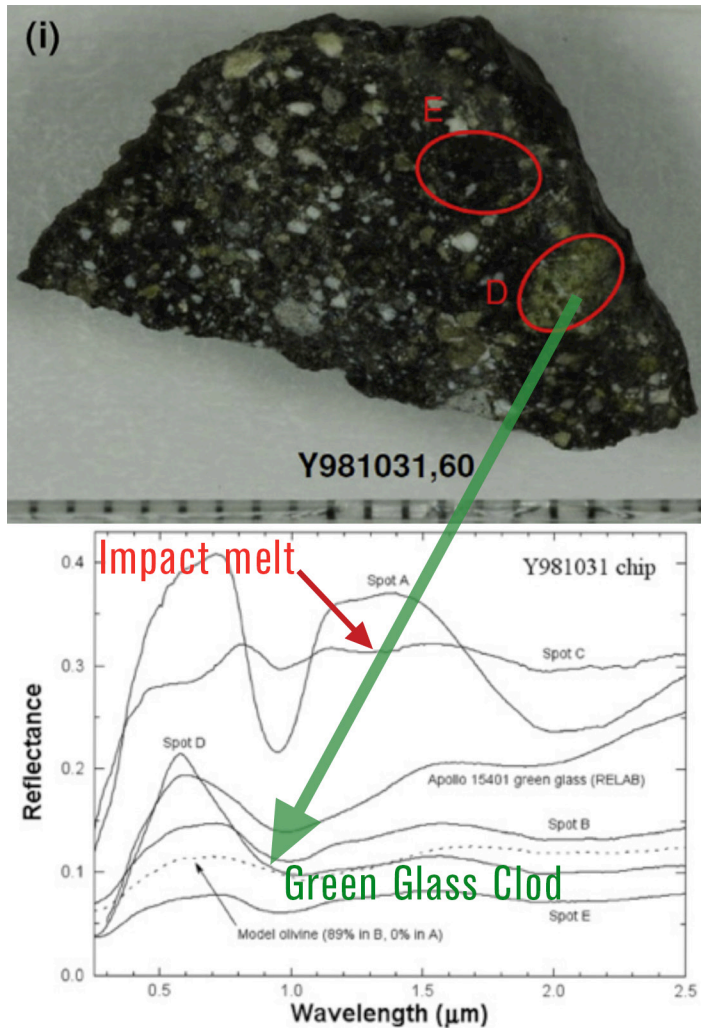 (i)
E
D
Y981031,60
Impact melt
Spot A
Y981031 chip
Spot C
Spot D
Apollo 15401 green glass (RELAB)
Spot B
Green Glass Clod
Spot E
Model olivine (89% in B, 0% in A)
Reflectance
0.4
0.3
0.2
0.1
0.0
0.5
1.0
1.5
2.0
2.5
Wavelength (μm)